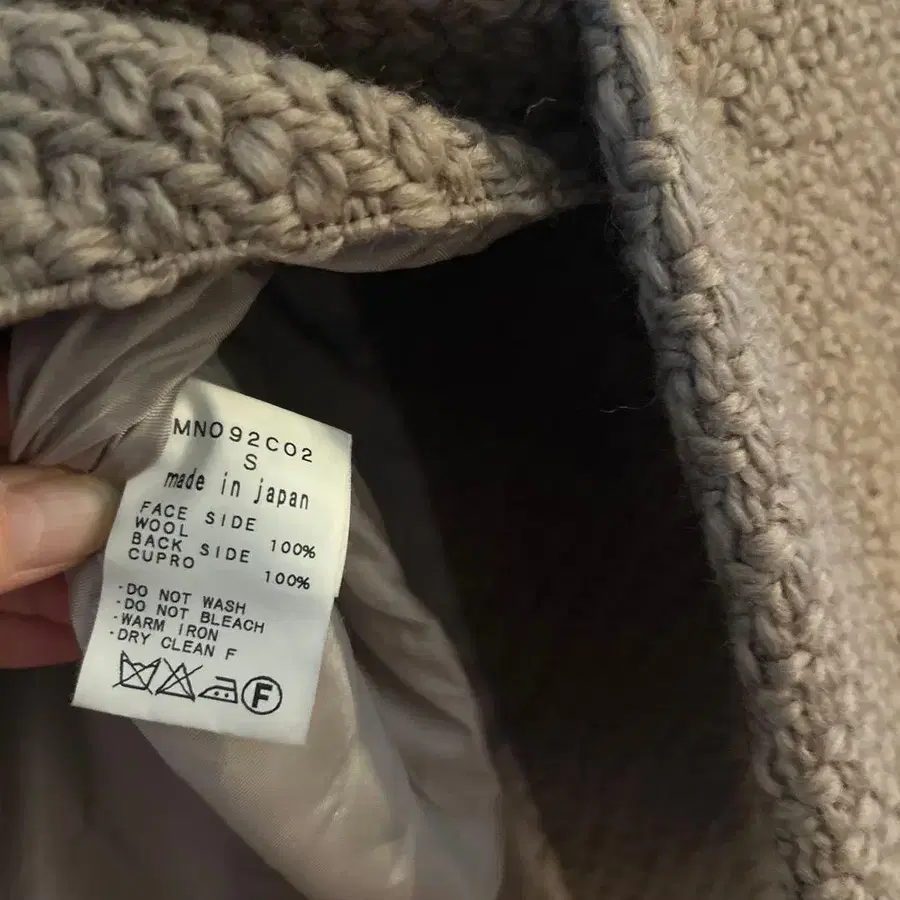 MN092C02
S
made in japan
FACE SIDE
WOOL 100%
BACK SIDE
CUPRO 100%
·DO NOT WASH
·DO NOT BLEACH
·WARM IRON
·DRY CLEAN F
F